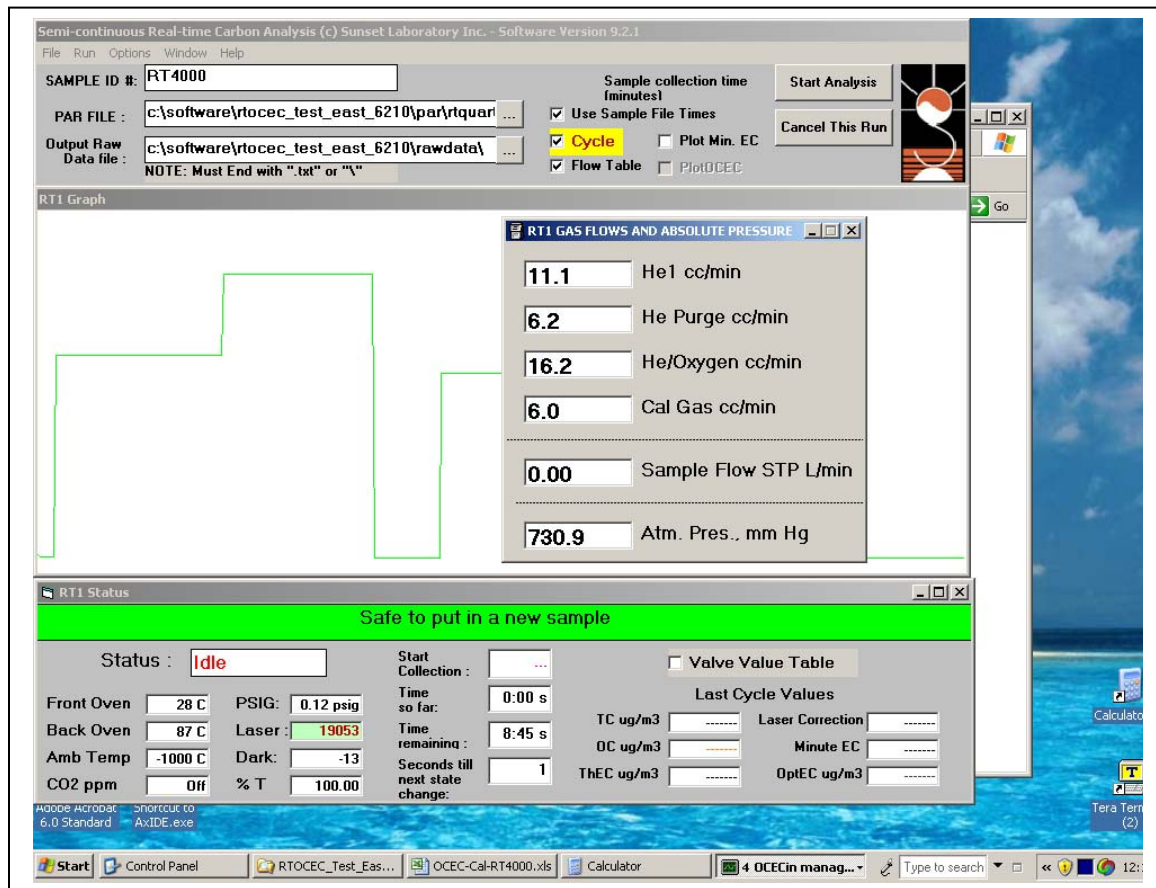 Semi-continuous Real-time Carbon Analysis (c) Sunset Laboratory Inc. - Software Version 9.2.1
File Run Options Window Help
SAMPLE ID #: RT4000
PAR FILE : c:\software\rtocec_test_east_6210\par\rtquart ...
Output Raw Data file : c:\software\rtocec_test_east_6210\rawdata\ ...
NOTE: Must End with ".txt" or "\"
Sample collection time (minutes)
Use Sample File Times
Cycle Plot Min. EC
Flow Table PlotOCEC
Start Analysis
Cancel This Run
Go
RT1 Graph
RT1 GAS FLOWS AND ABSOLUTE PRESSURE
11.1 He1 cc/min
6.2 He Purge cc/min
16.2 He/Oxygen cc/min
6.0 Cal Gas cc/min
0.00 Sample Flow STP L/min
730.9 Atm. Pres., mm Hg
RT1 Status
Safe to put in a new sample
Status : Idle
Front Oven 28 C PSIG: 0.12 psig
Back Oven 87 C Laser : 19053
Amb Temp -1000 C Dark: -13
CO2 ppm Off % T 100.00
Start Collection : ...
Time so far: 0:00 s
Time remaining : 8:45 s
Seconds till next state change: 1
Valve Value Table
Last Cycle Values
TC ug/m3 ------- Laser Correction -------
OC ug/m3 ------- Minute EC -------
ThEC ug/m3 ------- OptEC ug/m3 -------
Calculato
Tera Tern
(2)
Adobe Acrobat
6.0 Standard
Shortcut to
AxIDE.exe
Start Control Panel RTOCEC_Test_Eas... OCEC-Cal-RT4000.xls Calculator 4 OCECin manag... Type to search « 12: